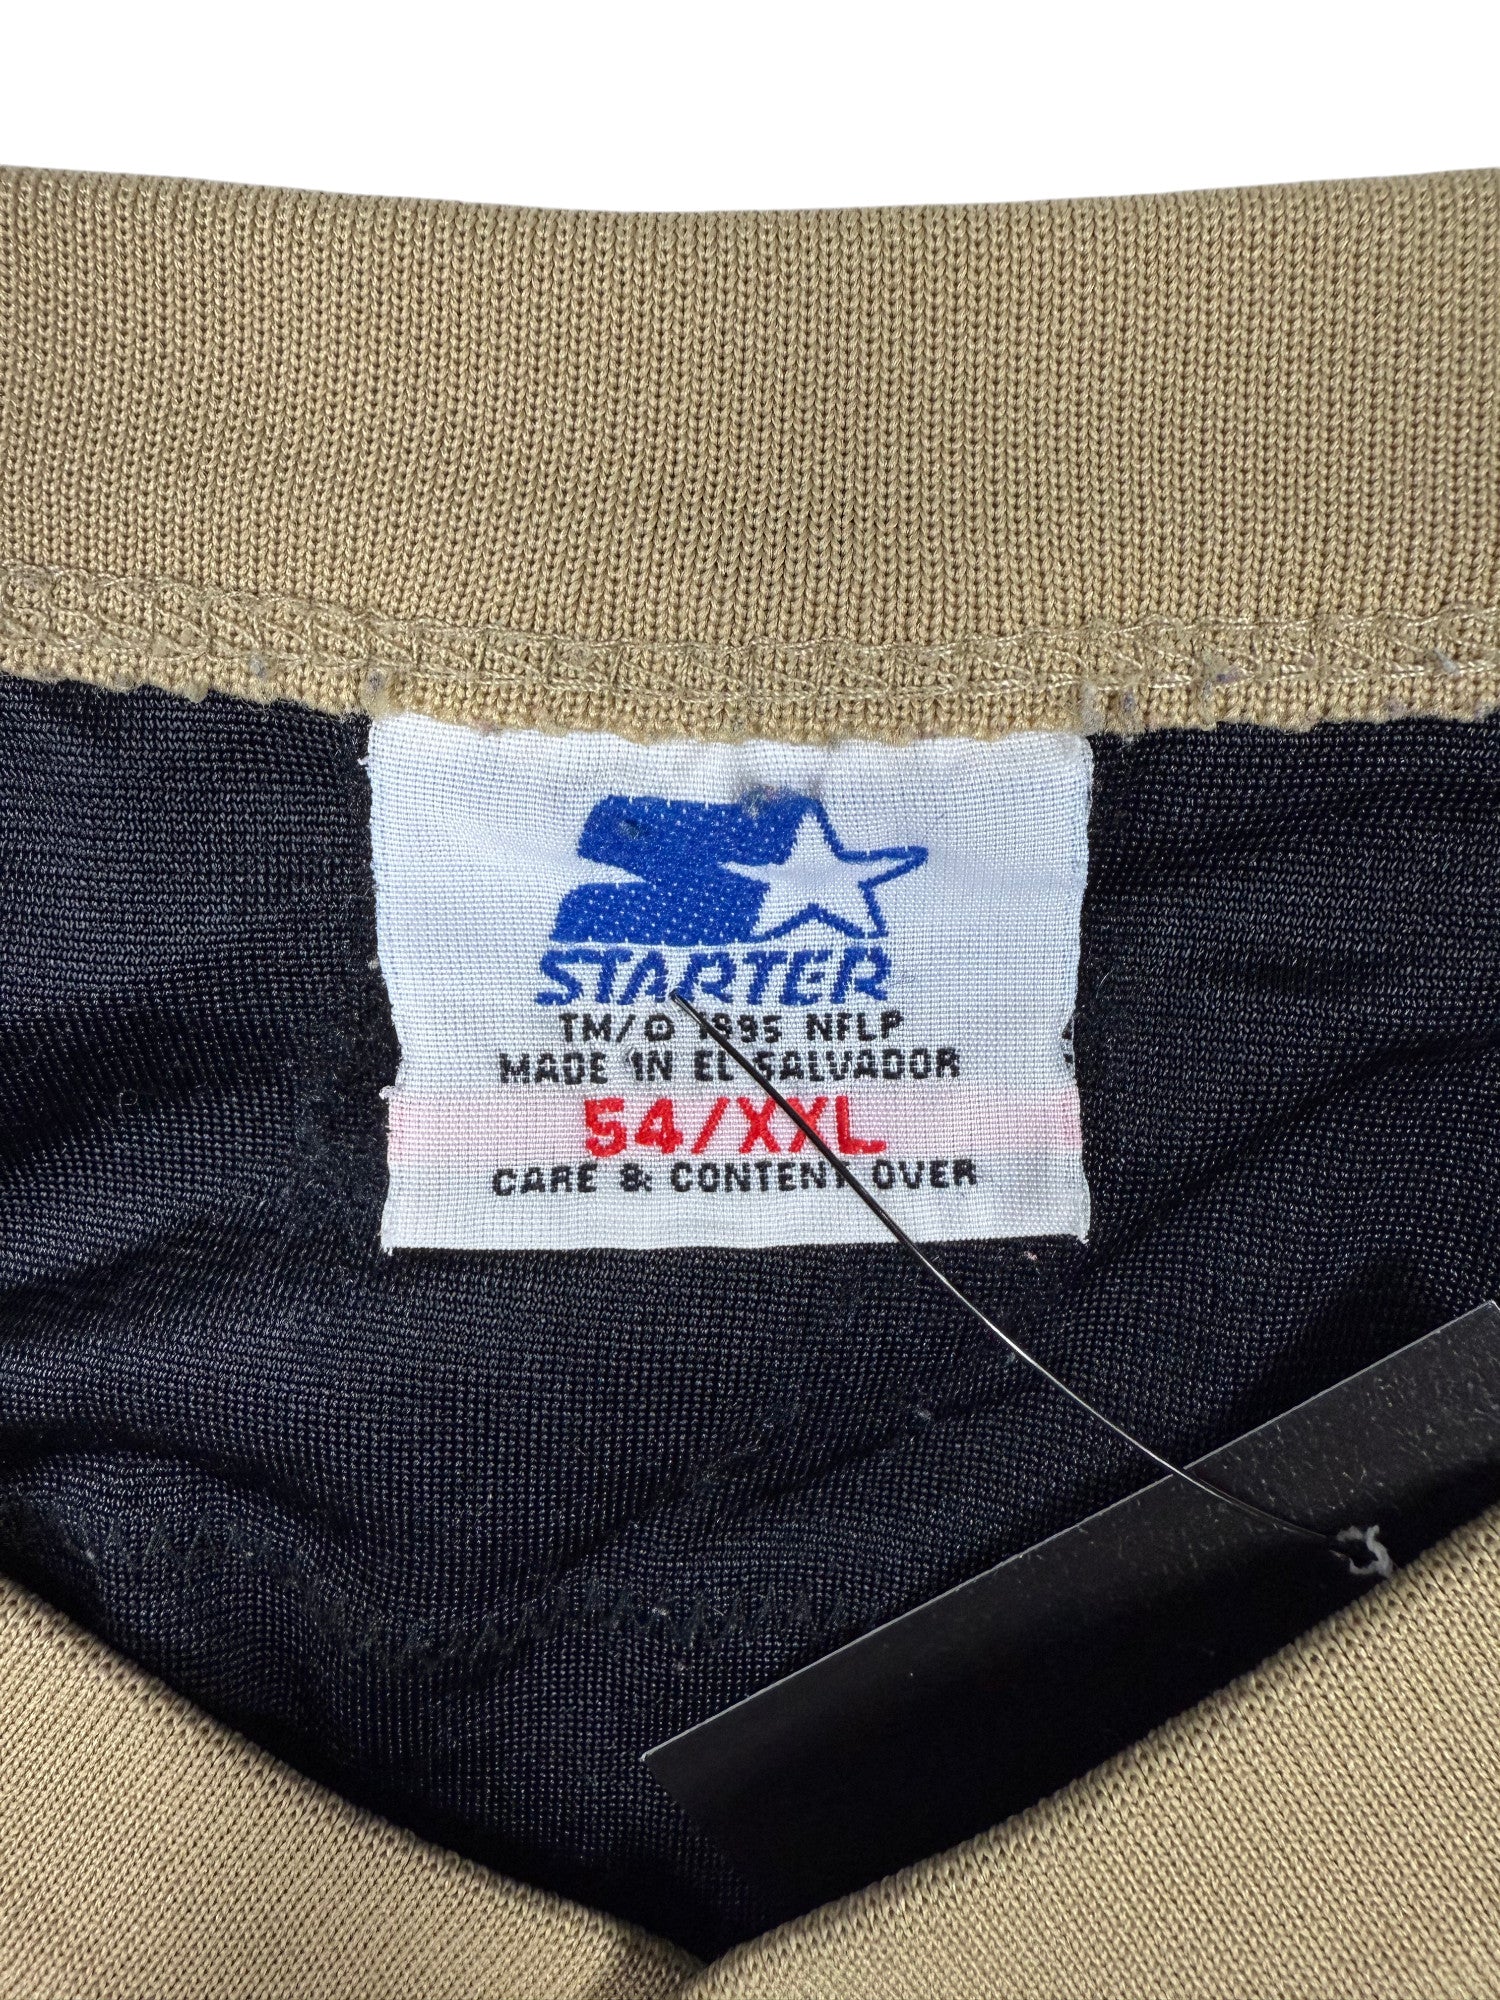 STARTER
TM/© 1995 NFLP
MADE IN EL SALVADOR
54/XXL
CARE & CONTENT OVER